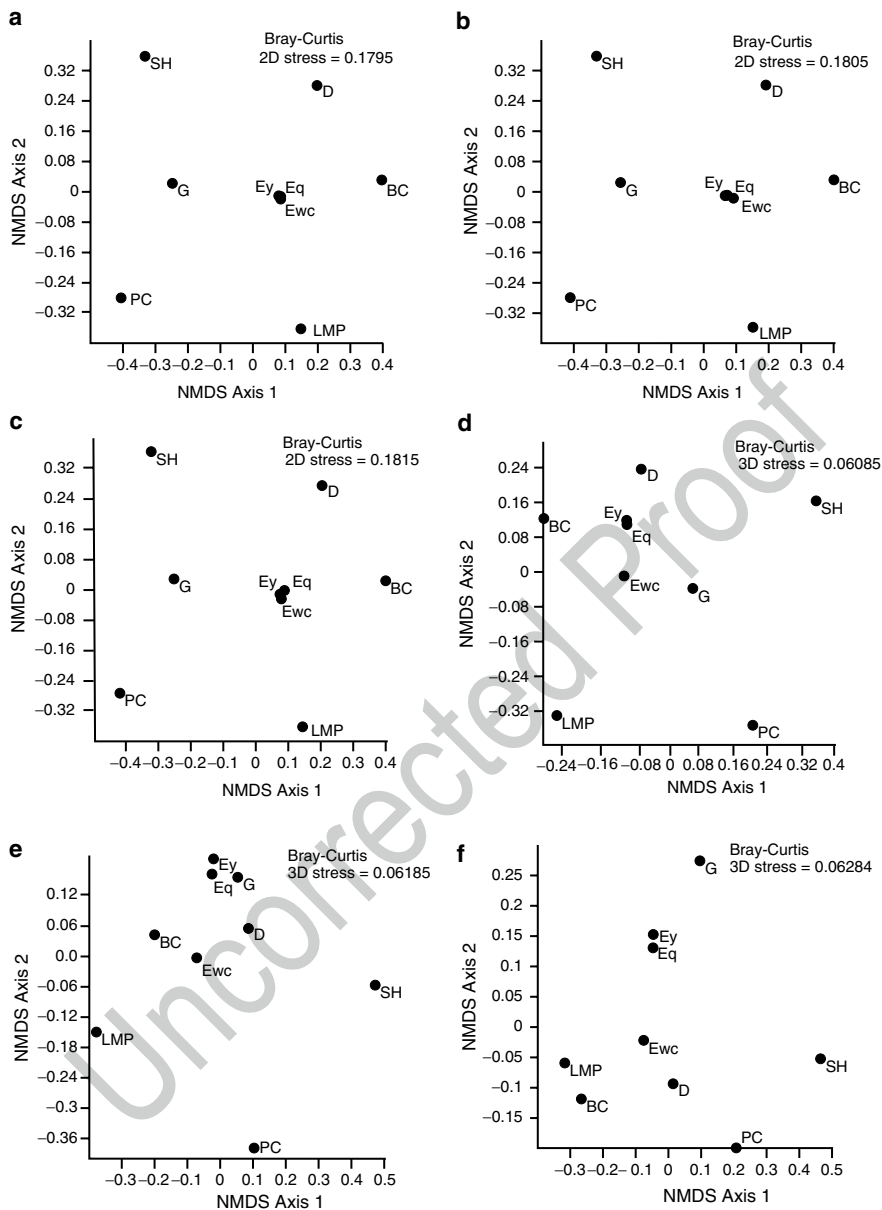 a
Bray-Curtis
2D stress = 0.1795
0.32
0.24
0.16
0.08
0
−0.08
−0.16
−0.24
−0.32
NMDS Axis 2
SH
D
G
Ey
Eq
Ewc
BC
PC
LMP
−0.4−0.3−0.2−0.1 0 0.1 0.2 0.3 0.4
NMDS Axis 1
b
Bray-Curtis
2D stress = 0.1805
0.32
0.24
0.16
0.08
0
−0.08
−0.16
−0.24
−0.32
NMDS Axis 2
SH
D
G
Ey
Eq
Ewc
BC
PC
LMP
−0.4−0.3−0.2−0.1 0 0.1 0.2 0.3 0.4
NMDS Axis 1
c
Bray-Curtis
2D stress = 0.1815
0.32
0.24
0.16
0.08
0
−0.08
−0.16
−0.24
−0.32
NMDS Axis 2
SH
D
G
Ey
Eq
Ewc
BC
PC
LMP
−0.4−0.3−0.2−0.1 0 0.1 0.2 0.3 0.4
NMDS Axis 1
d
Bray-Curtis
3D stress = 0.06085
0.24
0.16
0.08
0
−0.08
−0.16
−0.24
−0.32
NMDS Axis 2
D
SH
BC
Ey
Eq
Ewc
G
LMP
PC
−0.24 −0.16 −0.08 0 0.08 0.16 0.24 0.32 0.4
NMDS Axis 1
e
Bray-Curtis
3D stress = 0.06185
0.12
0.06
0.0
−0.06
−0.12
−0.18
−0.24
−0.3
−0.36
NMDS Axis 2
Ey
Eq
G
BC
D
Ewc
SH
LMP
PC
−0.3−0.2−0.1 0 0.1 0.2 0.3 0.4 0.5
NMDS Axis 1
f
Bray-Curtis
3D stress = 0.06284
0.25
0.2
0.15
0.1
0.05
0
−0.05
−0.1
−0.15
NMDS Axis 2
G
Ey
Eq
Ewc
LMP
SH
BC
D
PC
−0.3−0.2−0.1 0 0.1 0.2 0.3 0.4 0.5
NMDS Axis 1
Uncorrected Proof